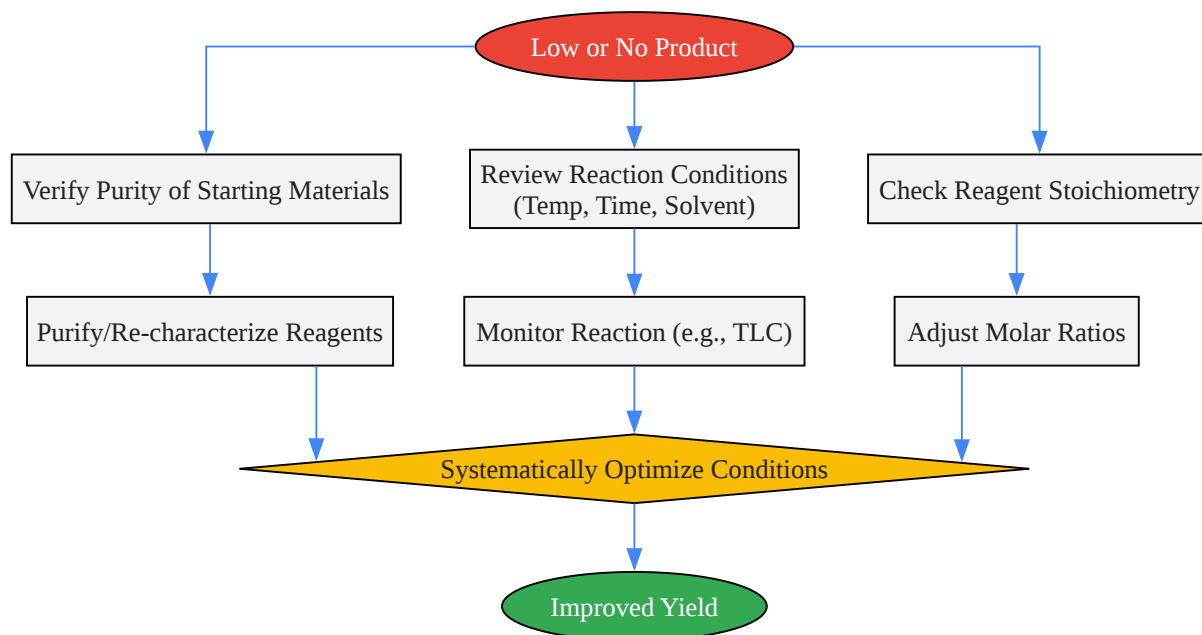 Low or No Product
Verify Purity of Starting Materials
Review Reaction Conditions
(Temp, Time, Solvent)
Check Reagent Stoichiometry
Purify/Re-characterize Reagents
Monitor Reaction (e.g., TLC)
Adjust Molar Ratios
Systematically Optimize Conditions
Improved Yield